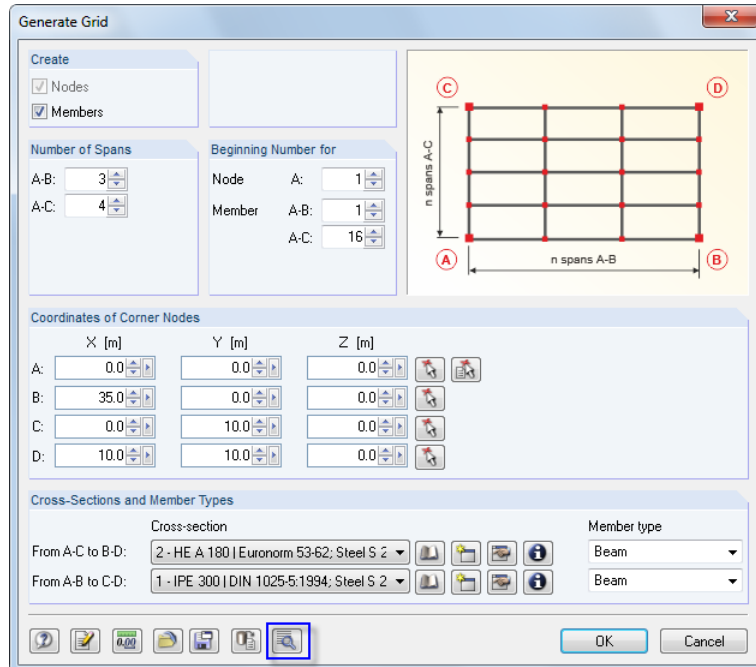 Generate Grid
Create
Nodes
Members
Number of Spans
A-B: 3
A-C: 4
Beginning Number for
Node A: 1
Member A-B: 1
A-C: 16
C
D
n spans A-C
A
n spans A-B
B
Coordinates of Corner Nodes
X [m] Y [m] Z [m]
A: 0.0 0.0 0.0
B: 35.0 0.0 0.0
C: 0.0 10.0 0.0
D: 10.0 10.0 0.0
Cross-Sections and Member Types
Cross-section Member type
From A-C to B-D: 2 - HE A 180 | Euronorm 53-62; Steel S 2 Beam
From A-B to C-D: 1 - IPE 300 | DIN 1025-5:1994; Steel S 2 Beam
0.00
OK Cancel